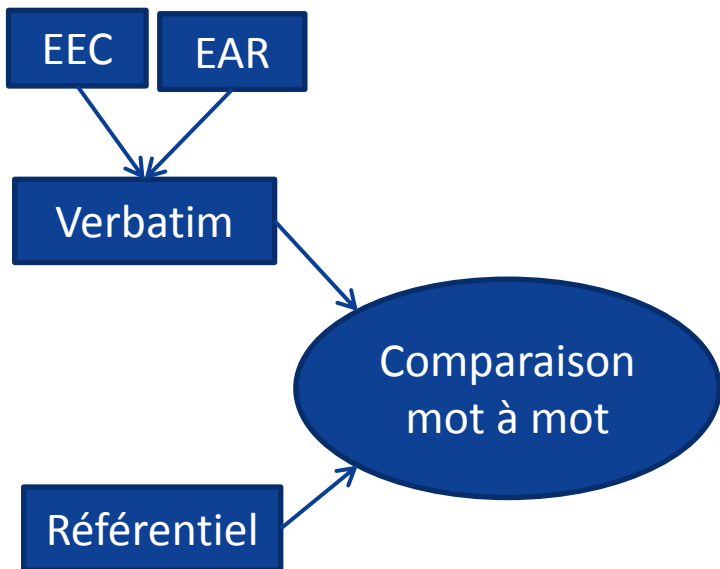 EEC
EAR
Verbatim
Comparaison
mot à mot
Référentiel